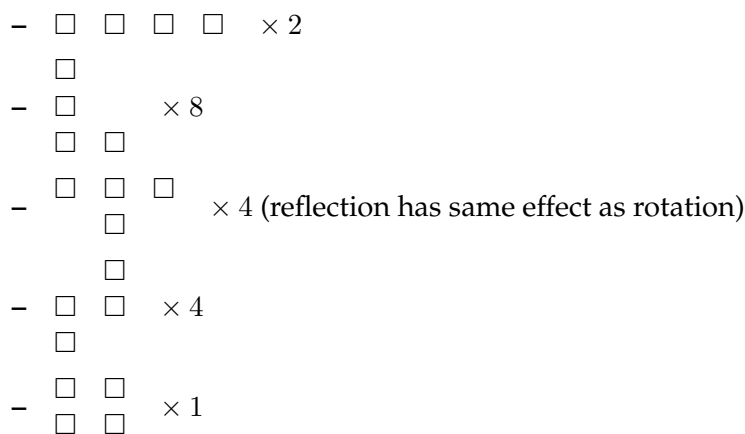 – □ □ □ □ × 2
□
– □ × 8
□ □
– □ □ □ × 4 (reflection has same effect as rotation)
□
□
– □ □ × 4
□
□ □
– × 1
□ □